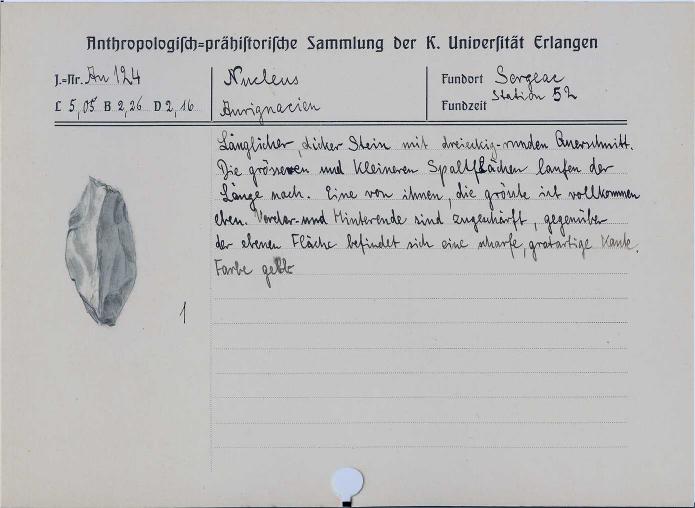 Anthropologisch=prähistorische Sammlung der K. Universität Erlangen
J.=Nr. An 124
L 5,05 B 2,26 D 2,16
Nucleus
Aurignacien
Fundort Sergeac
Station 52
Fundzeit
Länglicher, dicker Stein mit dreieckig-runden Querschnitt.
Die grösseren und kleineren Spaltflächen laufen der
Länge nach. Eine von ihnen, die grösste ist vollkommen
eben. Vorder- und Hinterende sind zugeschärft, gegenüber
der ebenen Fläche befindet sich eine scharfe, gratartige Kante.
Farbe gelb
1